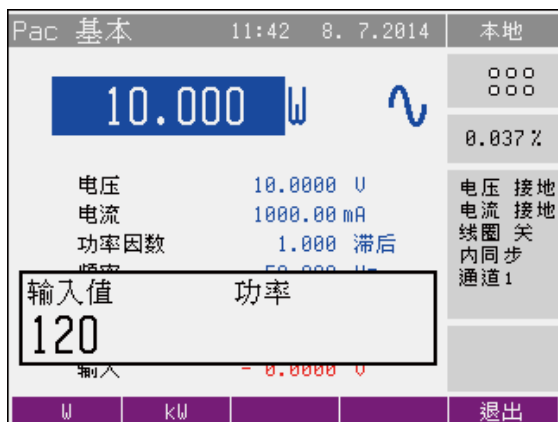 Pac 基本 11:42 8. 7.2014 本地
10.000 W
0.037 %
电压 10.0000 V
电流 1000.00 mA
功率因数 1.000 滞后
电压 接地
电流 接地
线圈 关
内同步
通道1
输入值 功率
120
输入 - 0.0000 V
W kW 退出